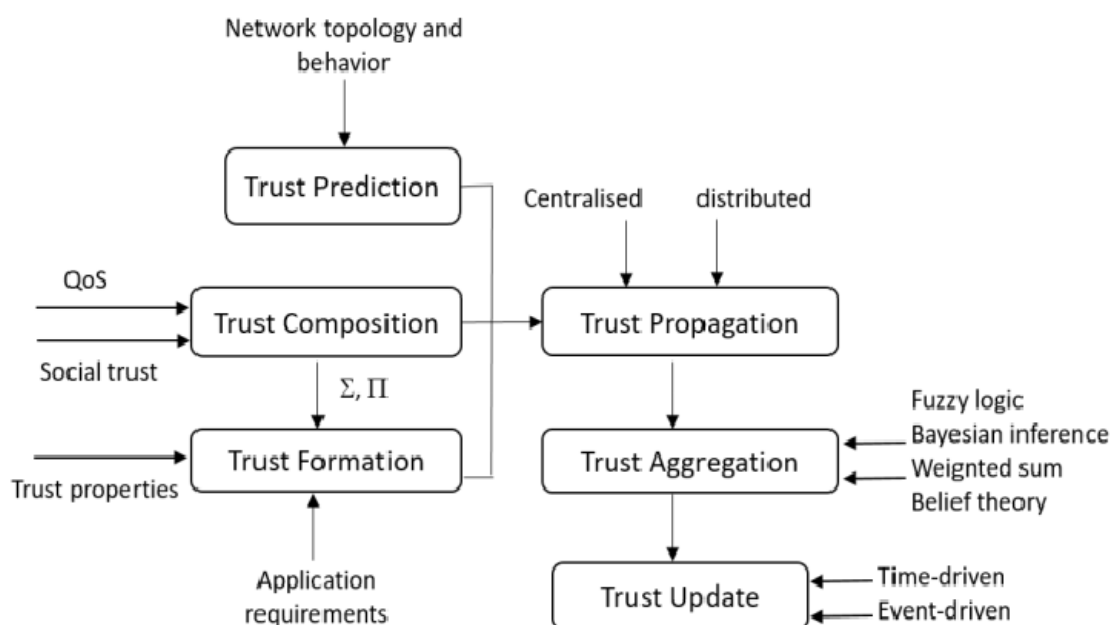 Network topology and
behavior
Trust Prediction
Centralised
distributed
QoS
Trust Composition
Trust Propagation
Social trust
Σ, Π
Fuzzy logic
Bayesian inference
Trust Formation
Trust Aggregation
Weignted sum
Trust properties
Belief theory
Application
requirements
Trust Update
Time-driven
Event-driven